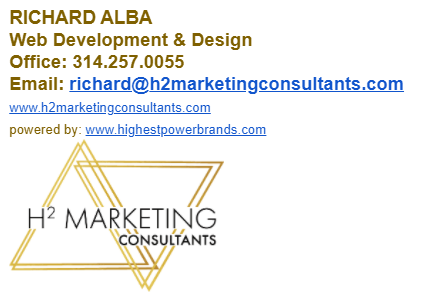 RICHARD ALBA
Web Development & Design
Office: 314.257.0055
Email: richard@h2marketingconsultants.com
www.h2marketingconsultants.com
powered by: www.highestpowerbrands.com
H² MARKETING
CONSULTANTS